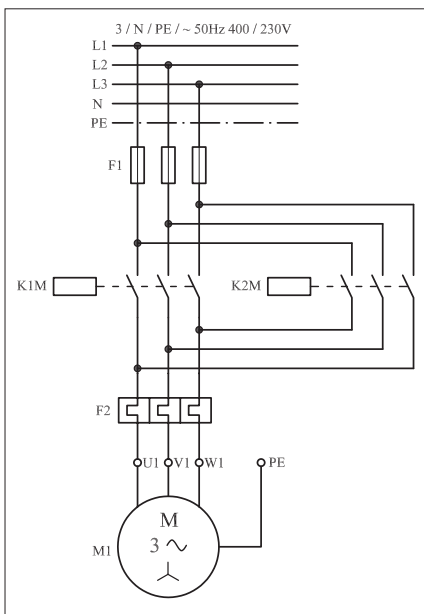 3 / N / PE / ~ 50Hz 400 / 230V
L1
L2
L3
N
PE
F1
K1M
K2M
F2
U1 V1 W1 PE
M
3
M1